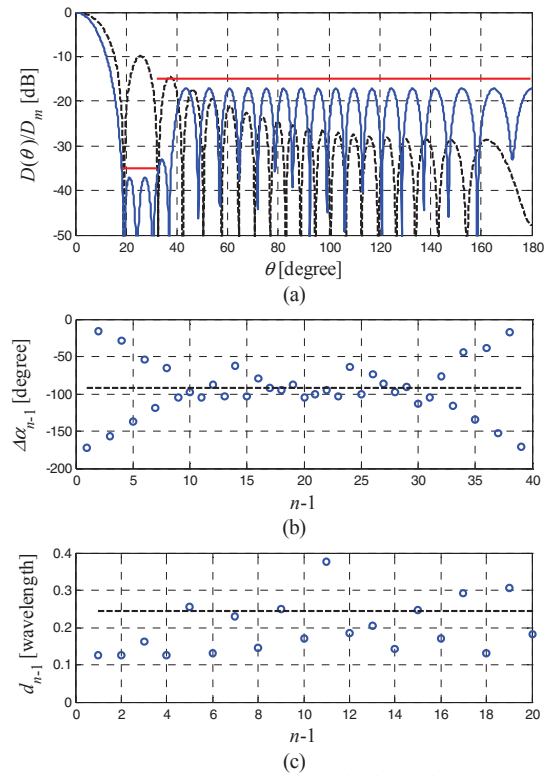 0
-10
-20
-30
-40
-50
D(θ)/D_m [dB]
0 20 40 60 80 100 120 140 160 180
θ [degree]
(a)
0
-50
-100
-150
-200
Δα_{n-1} [degree]
0 5 10 15 20 25 30 35 40
n-1
(b)
0.4
0.3
0.2
0.1
0
d_{n-1} [wavelength]
0 2 4 6 8 10 12 14 16 18 20
n-1
(c)